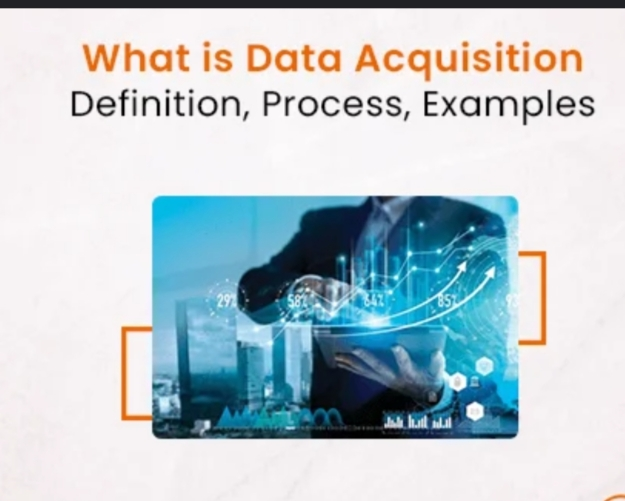 What is Data Acquisition
Definition, Process, Examples
29%
58%
64%
85%